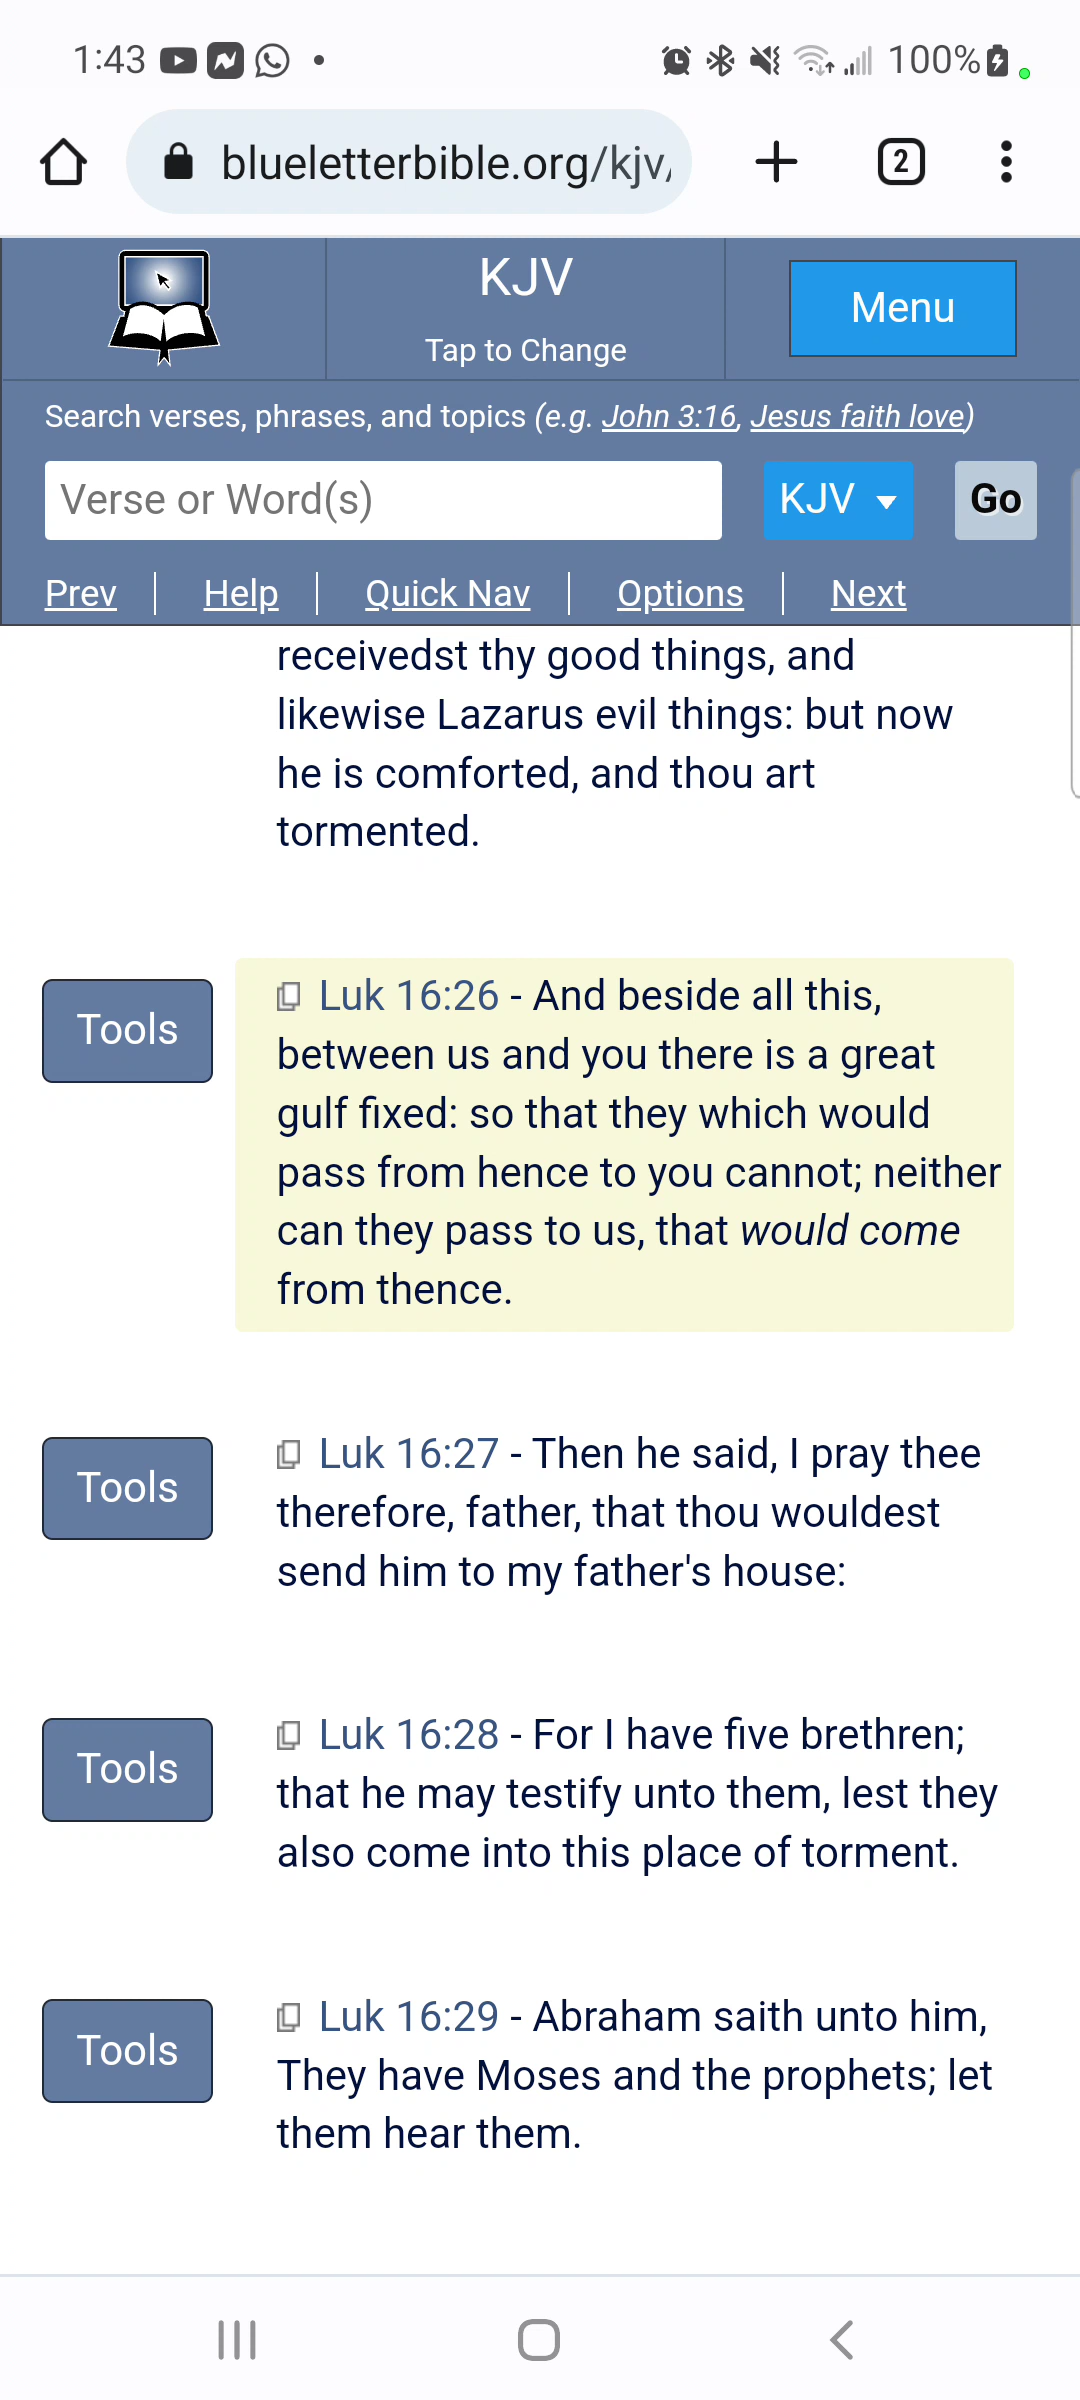 1:43
100%
blueletterbible.org/kjv/
2
KJV
Tap to Change
Menu
Search verses, phrases, and topics (e.g. John 3:16, Jesus faith love)
Verse or Word(s)
KJV
Go
Prev
Help
Quick Nav
Options
Next
receivedst thy good things, and
likewise Lazarus evil things: but now
he is comforted, and thou art
tormented.
Tools
Luk 16:26 - And beside all this,
between us and you there is a great
gulf fixed: so that they which would
pass from hence to you cannot; neither
can they pass to us, that would come
from thence.
Tools
Luk 16:27 - Then he said, I pray thee
therefore, father, that thou wouldest
send him to my father's house:
Tools
Luk 16:28 - For I have five brethren;
that he may testify unto them, lest they
also come into this place of torment.
Tools
Luk 16:29 - Abraham saith unto him,
They have Moses and the prophets; let
them hear them.